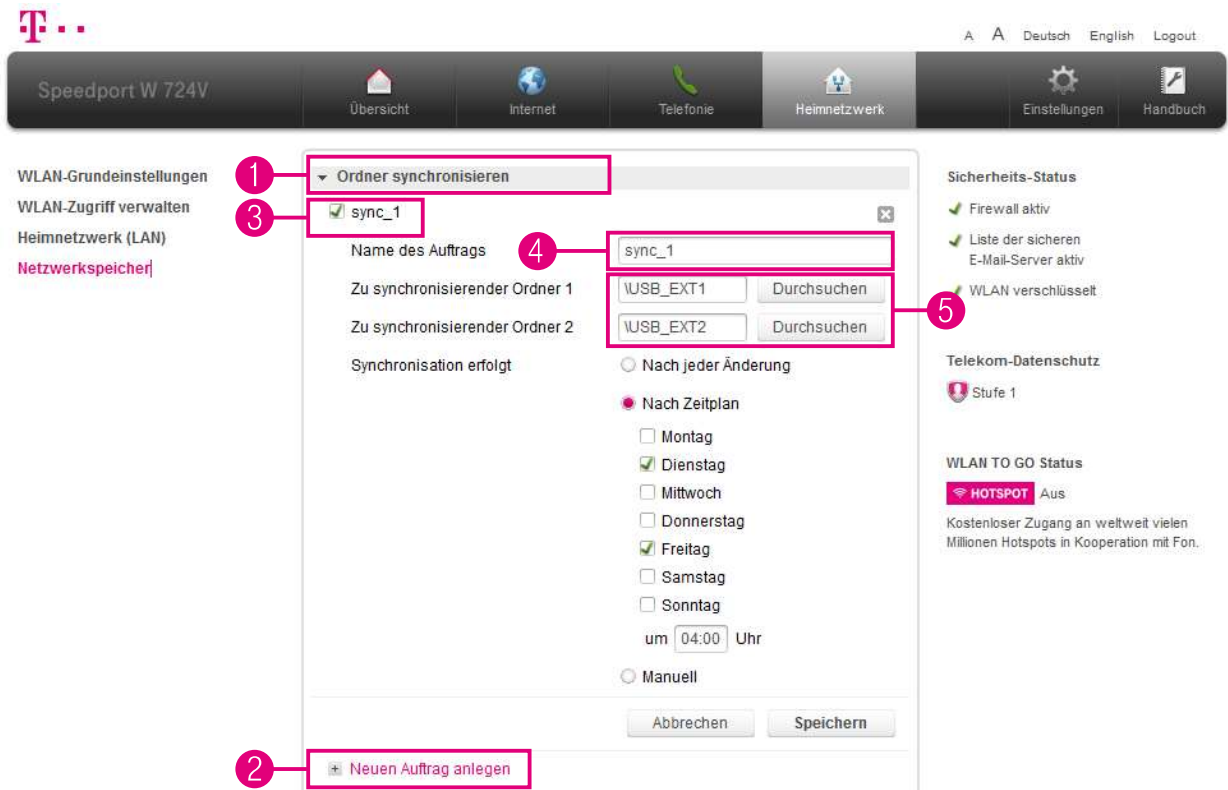 T
A A Deutsch English Logout
Speedport W 724V
Übersicht
Internet
Telefonie
Heimnetzwerk
Einstellungen
Handbuch
WLAN-Grundeinstellungen
WLAN-Zugriff verwalten
Heimnetzwerk (LAN)
Netzwerkspeicher
1 Ordner synchronisieren
3 sync_1
Name des Auftrags 4 sync_1
Zu synchronisierender Ordner 1 \USB_EXT1 Durchsuchen
5
Zu synchronisierender Ordner 2 \USB_EXT2 Durchsuchen
Synchronisation erfolgt Nach jeder Änderung
Nach Zeitplan
Montag
Dienstag
Mittwoch
Donnerstag
Freitag
Samstag
Sonntag
um 04:00 Uhr
Manuell
Abbrechen Speichern
2 + Neuen Auftrag anlegen
Sicherheits-Status
Firewall aktiv
Liste der sicheren
E-Mail-Server aktiv
WLAN verschlüsselt
Telekom-Datenschutz
Stufe 1
WLAN TO GO Status
HOTSPOT Aus
Kostenloser Zugang an weltweit vielen
Millionen Hotspots in Kooperation mit Fon.